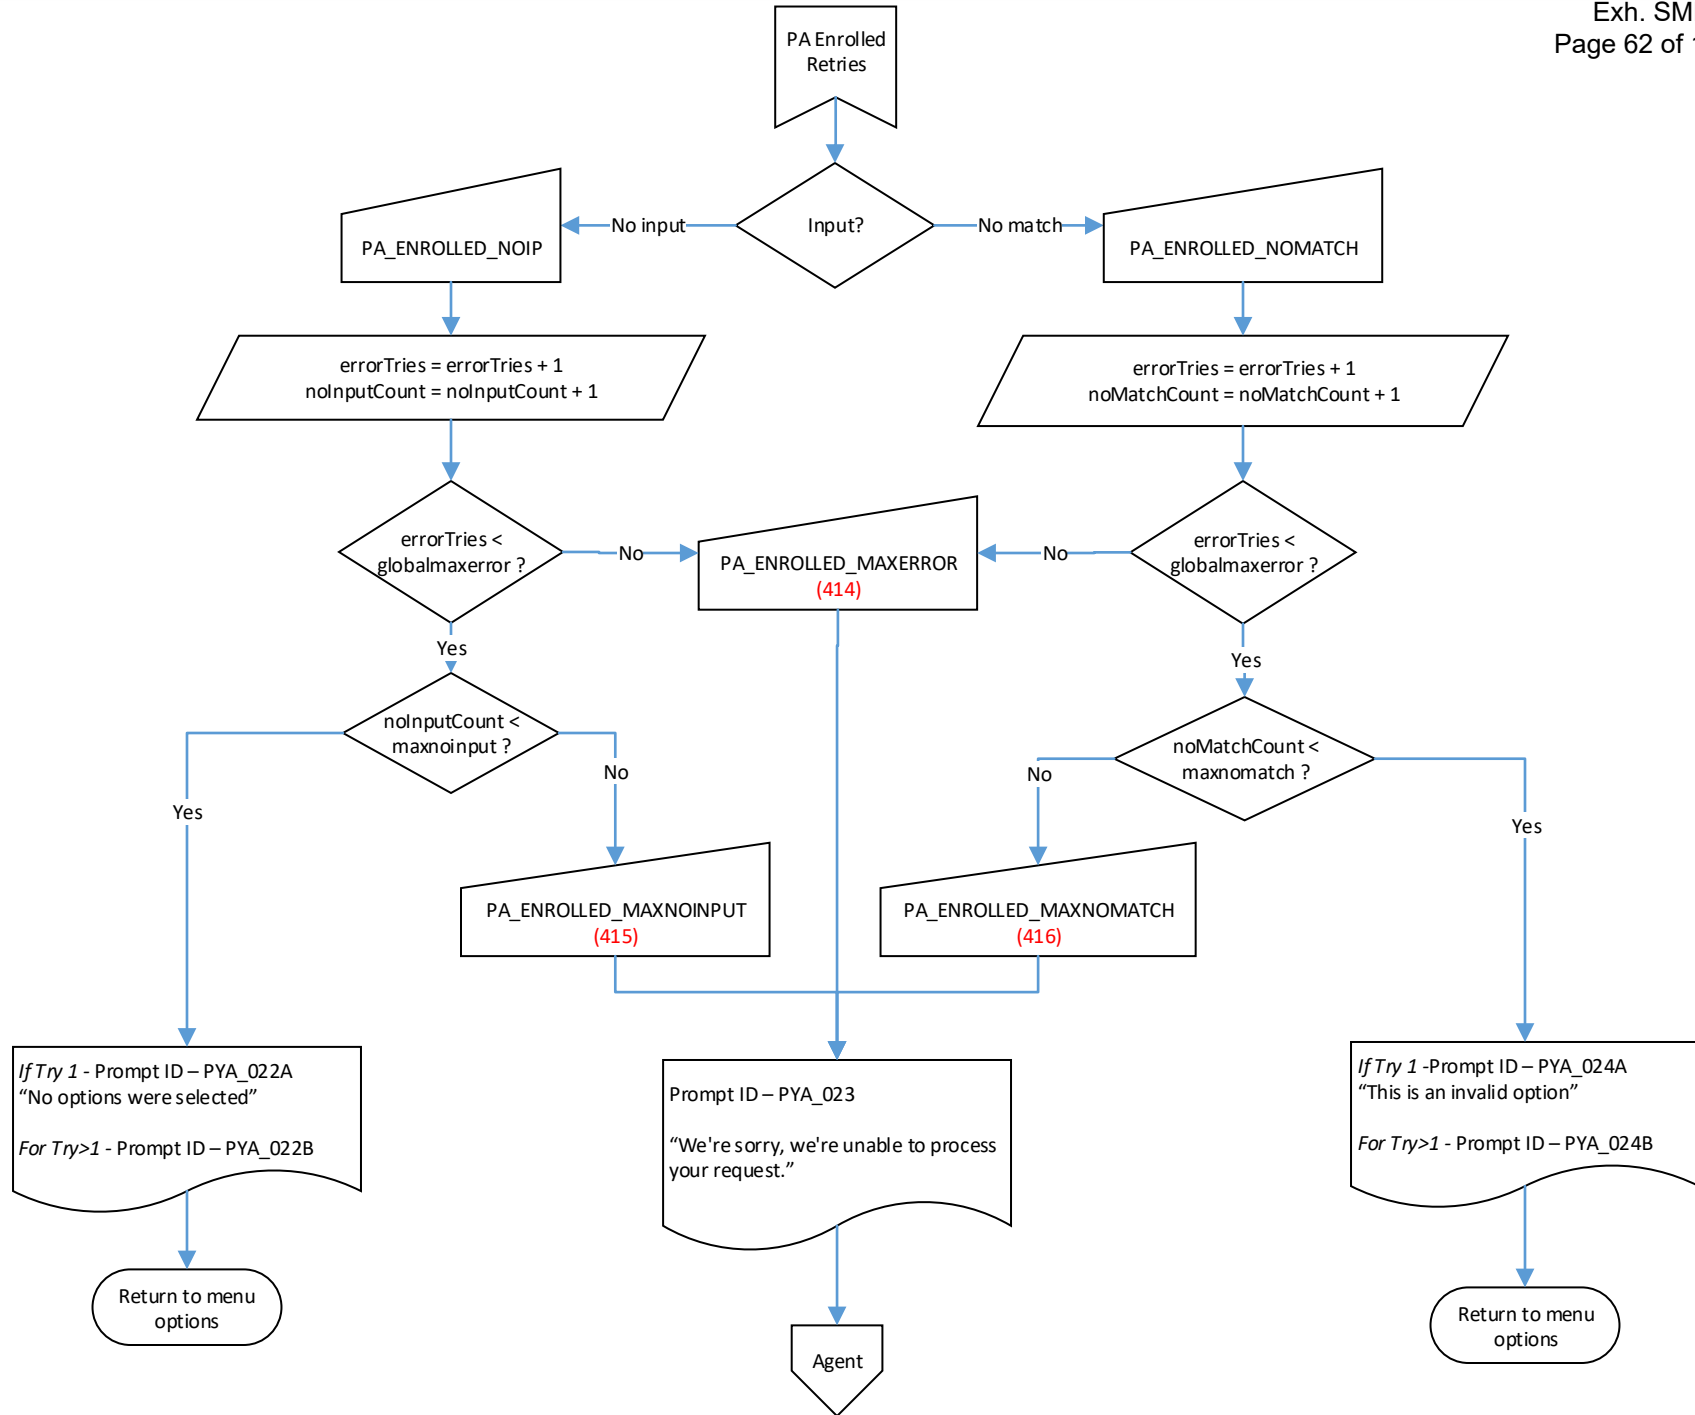 Exh. SM
Page 62 of
PA Enrolled
Retries
Input?
No input
No match
PA_ENROLLED_NOIP
PA_ENROLLED_NOMATCH
errorTries = errorTries + 1
noInputCount = noInputCount + 1
errorTries = errorTries + 1
noMatchCount = noMatchCount + 1
errorTries <
globalmaxerror ?
No
PA_ENROLLED_MAXERROR
(414)
No
errorTries <
globalmaxerror ?
Yes
Yes
noInputCount <
maxnoinput ?
noMatchCount <
maxnomatch ?
No
No
Yes
Yes
PA_ENROLLED_MAXNOINPUT
(415)
PA_ENROLLED_MAXNOMATCH
(416)
If Try 1 - Prompt ID – PYA_022A
“No options were selected”
For Try>1 - Prompt ID – PYA_022B
Prompt ID – PYA_023
“We're sorry, we're unable to process
your request.”
If Try 1 -Prompt ID – PYA_024A
“This is an invalid option”
For Try>1 - Prompt ID – PYA_024B
Return to menu
options
Agent
Return to menu
options